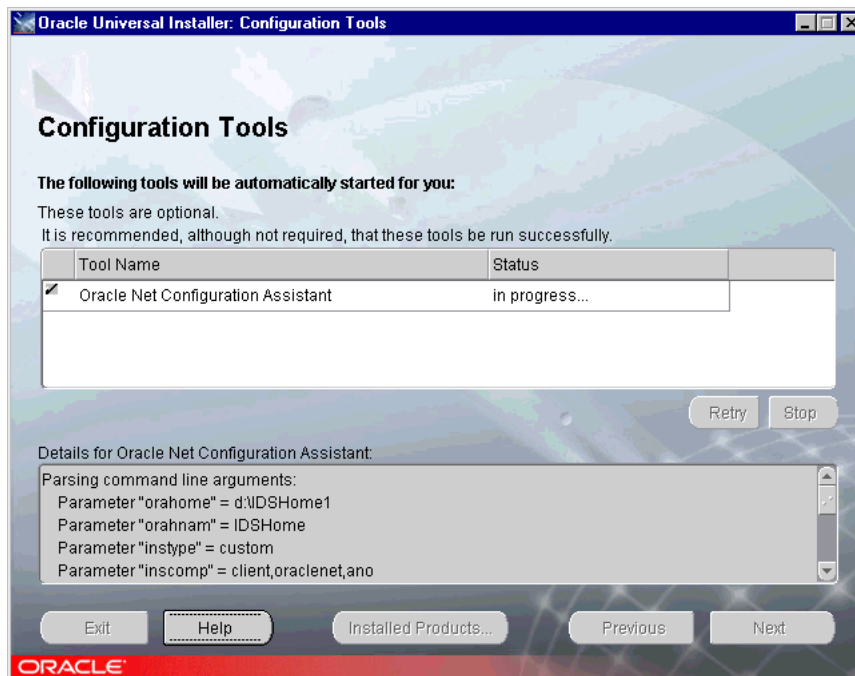 Oracle Universal Installer: Configuration Tools
Configuration Tools
The following tools will be automatically started for you:
These tools are optional.
It is recommended, although not required, that these tools be run successfully.
Tool Name Status
Oracle Net Configuration Assistant in progress...
Retry Stop
Details for Oracle Net Configuration Assistant:
Parsing command line arguments:
Parameter "orahome" = d:\IDSHome1
Parameter "orahnam" = IDSHome
Parameter "instype" = custom
Parameter "inscomp" = client,oraclenet,ano
Exit Help Installed Products... Previous Next
ORACLE